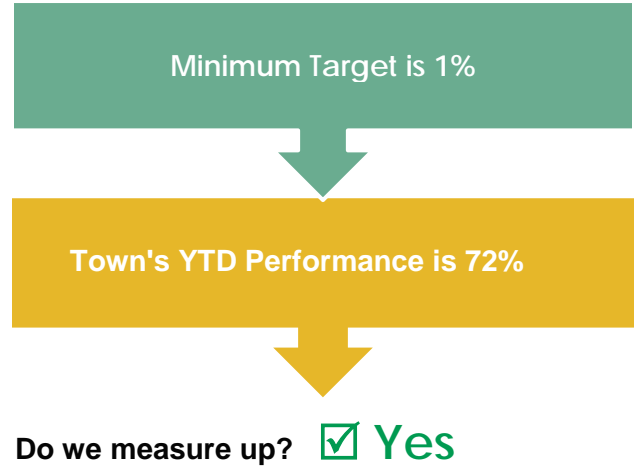 Minimum Target is 1%
Town's YTD Performance is 72%
Do we measure up? ☑ Yes